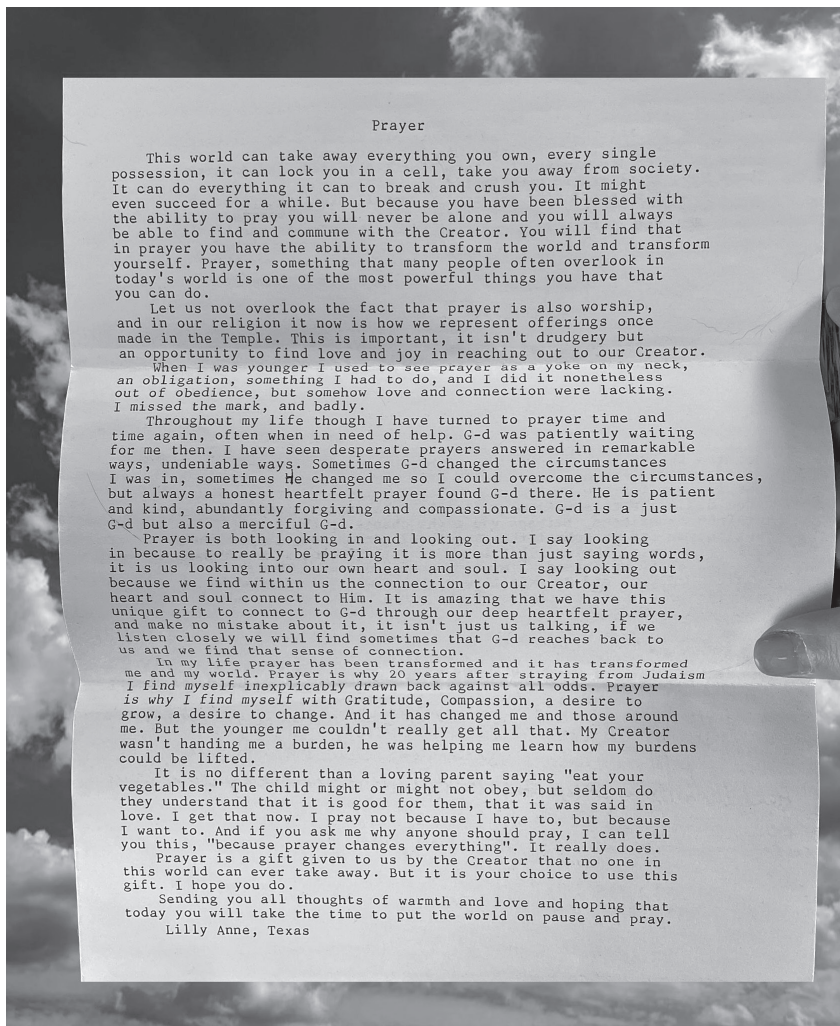 Prayer
This world can take away everything you own, every single
possession, it can lock you in a cell, take you away from society.
It can do everything it can to break and crush you. It might
even succeed for a while. But because you have been blessed with
the ability to pray you will never be alone and you will always
be able to find and commune with the Creator. You will find that
in prayer you have the ability to transform the world and transform
yourself. Prayer, something that many people often overlook in
today's world is one of the most powerful things you have that
you can do.
Let us not overlook the fact that prayer is also worship,
and in our religion it now is how we represent offerings once
made in the Temple. This is important, it isn't drudgery but
an opportunity to find love and joy in reaching out to our Creator.
When I was younger I used to see prayer as a yoke on my neck,
an obligation, something I had to do, and I did it nonetheless
out of obedience, but somehow love and connection were lacking.
I missed the mark, and badly.
Throughout my life though I have turned to prayer time and
time again, often when in need of help. G-d was patiently waiting
for me then. I have seen desperate prayers answered in remarkable
ways, undeniable ways. Sometimes G-d changed the circumstances
I was in, sometimes He changed me so I could overcome the circumstances,
but always a honest heartfelt prayer found G-d there. He is patient
and kind, abundantly forgiving and compassionate. G-d is a just
G-d but also a merciful G-d.
Prayer is both looking in and looking out. I say looking
in because to really be praying it is more than just saying words,
it is us looking into our own heart and soul. I say looking out
because we find within us the connection to our Creator, our
heart and soul connect to Him. It is amazing that we have this
unique gift to connect to G-d through our deep heartfelt prayer,
and make no mistake about it, it isn't just us talking, if we
listen closely we will find sometimes that G-d reaches back to
us and we find that sense of connection.
In my life prayer has been transformed and it has transformed
me and my world. Prayer is why 20 years after straying from Judaism
I find myself inexplicably drawn back against all odds. Prayer
is why I find myself with Gratitude, Compassion, a desire to
grow, a desire to change. And it has changed me and those around
me. But the younger me couldn't really get all that. My Creator
wasn't handing me a burden, he was helping me learn how my burdens
could be lifted.
It is no different than a loving parent saying "eat your
vegetables." The child might or might not obey, but seldom do
they understand that it is good for them, that it was said in
love. I get that now. I pray not because I have to, but because
I want to. And if you ask me why anyone should pray, I can tell
you this, "because prayer changes everything". It really does.
Prayer is a gift given to us by the Creator that no one in
this world can ever take away. But it is your choice to use this
gift. I hope you do.
Sending you all thoughts of warmth and love and hoping that
today you will take the time to put the world on pause and pray.
Lilly Anne, Texas